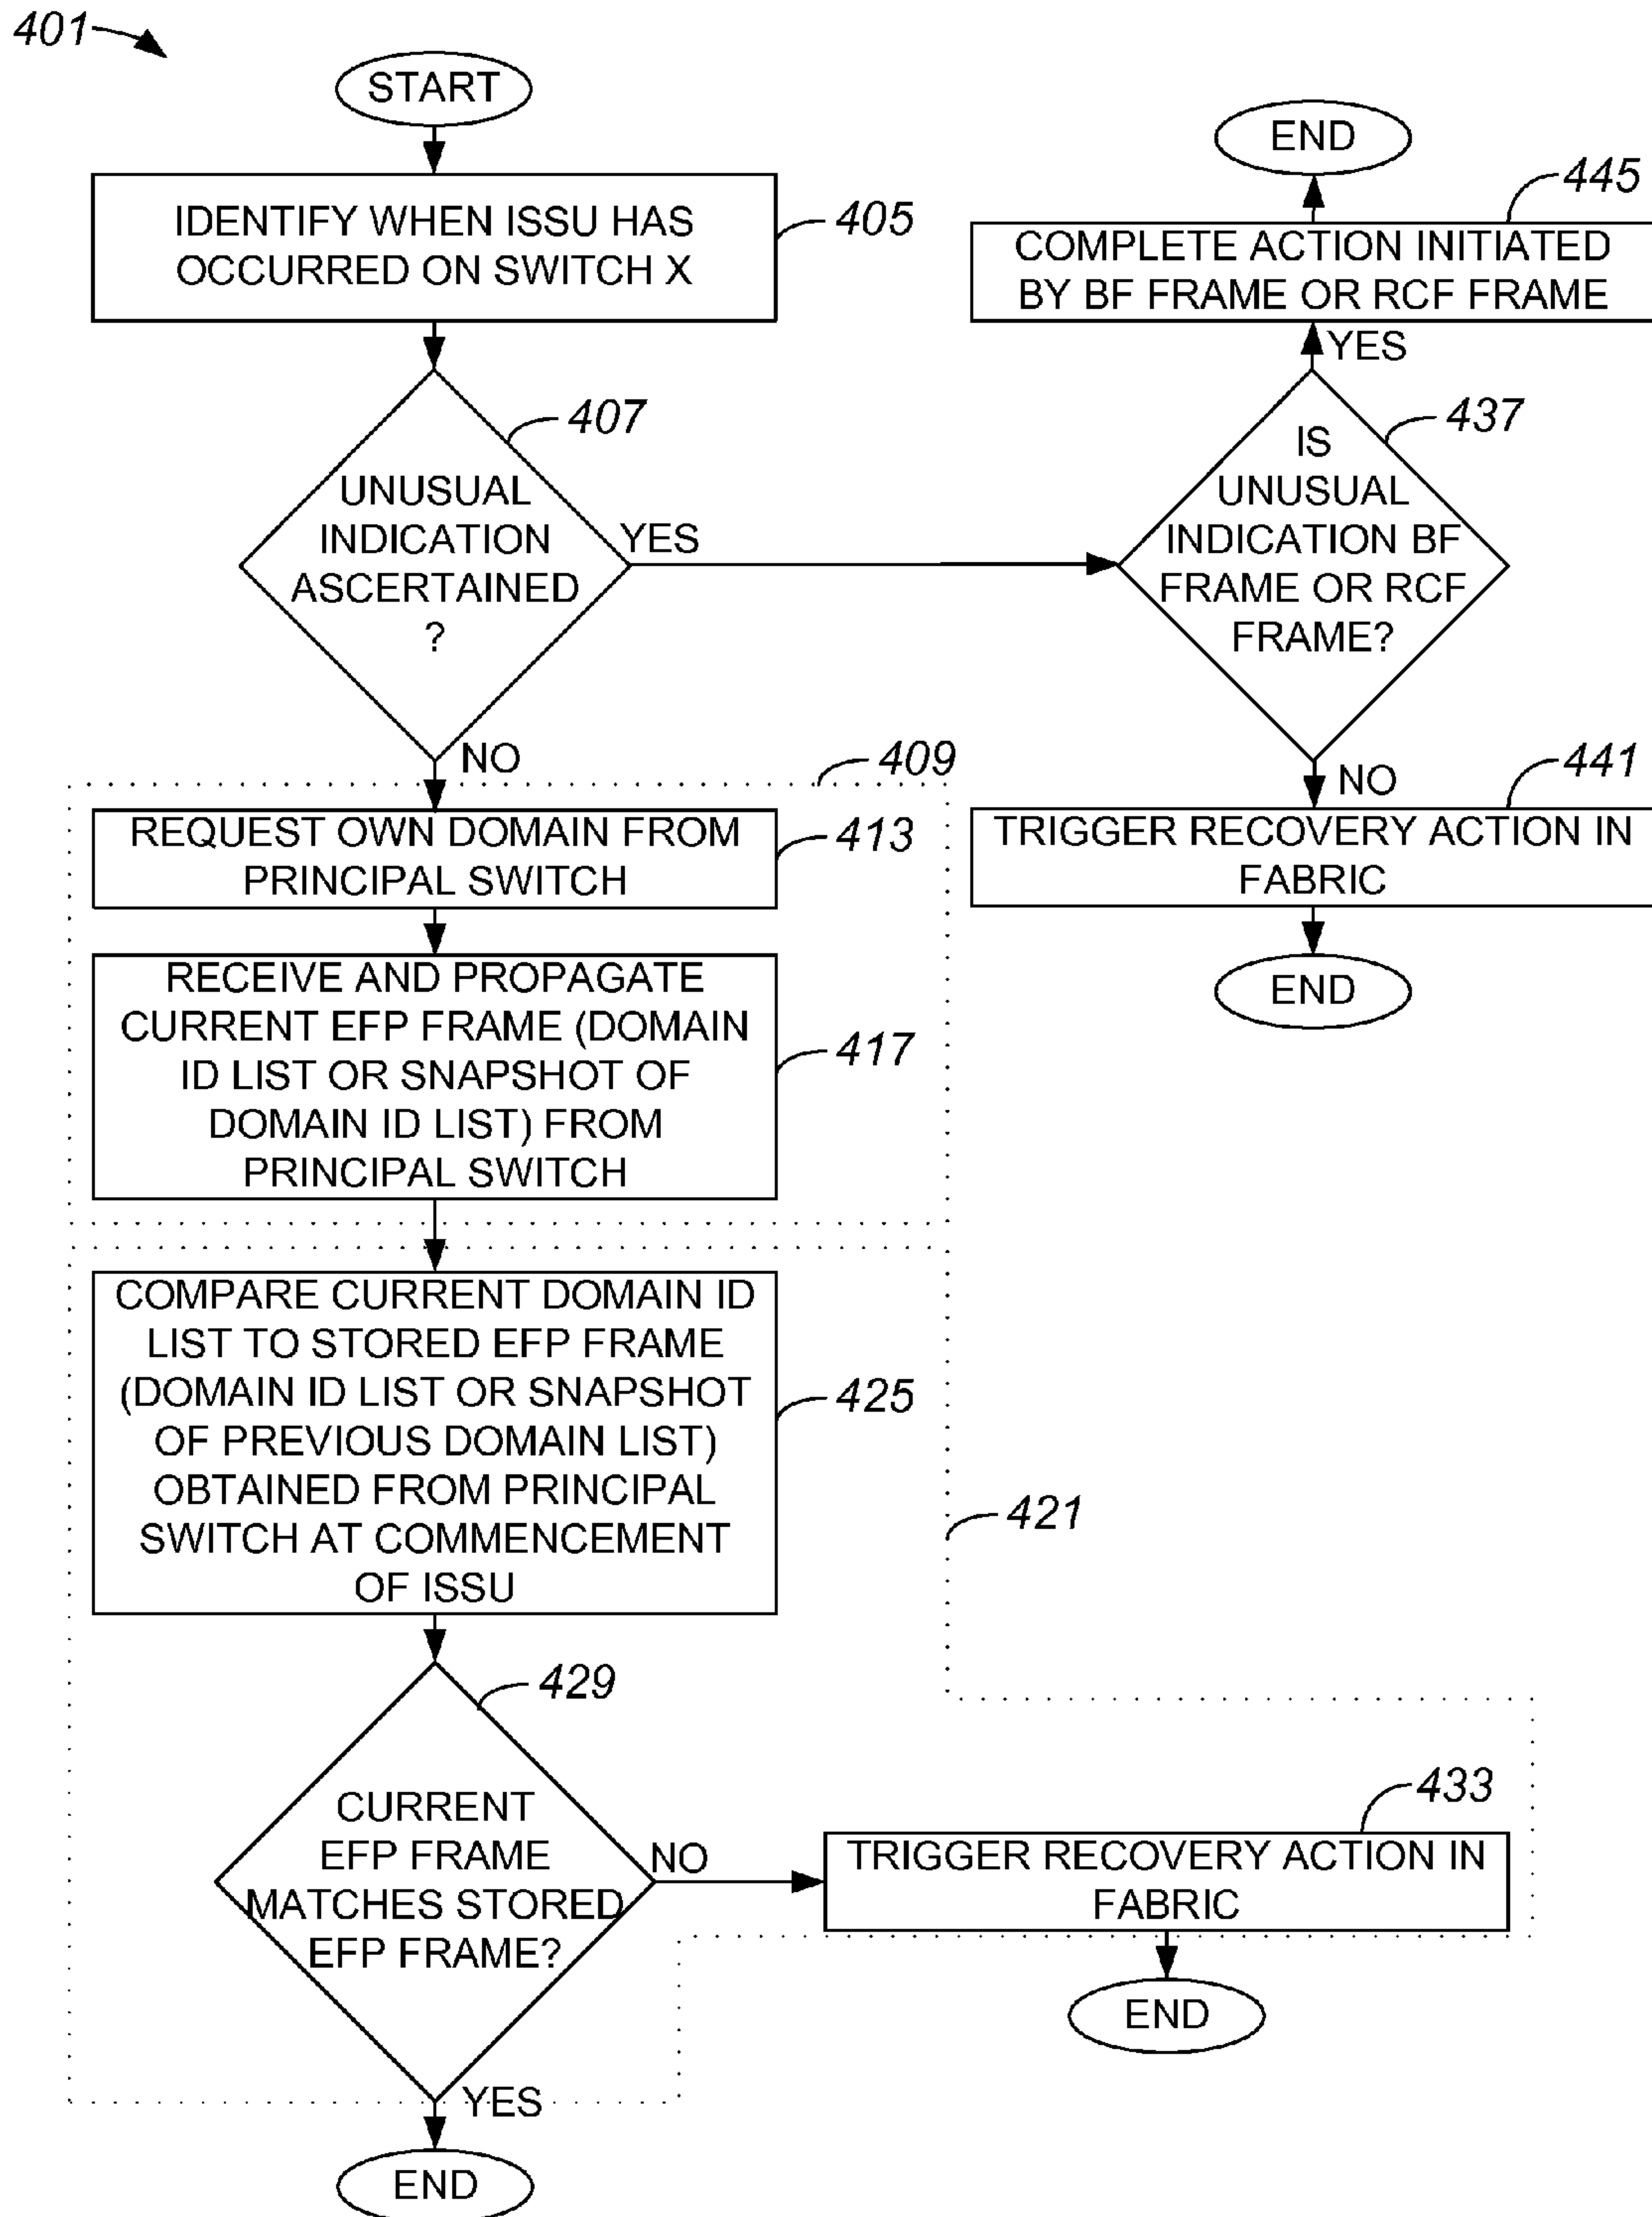 401
START
IDENTIFY WHEN ISSU HAS
OCCURRED ON SWITCH X
405
UNUSUAL
INDICATION
ASCERTAINED
?
407
YES
NO
END
445
COMPLETE ACTION INITIATED
BY BF FRAME OR RCF FRAME
YES
437
IS
UNUSUAL
INDICATION BF
FRAME OR RCF
FRAME?
NO
441
TRIGGER RECOVERY ACTION IN
FABRIC
END
409
REQUEST OWN DOMAIN FROM
PRINCIPAL SWITCH
413
RECEIVE AND PROPAGATE
CURRENT EFP FRAME (DOMAIN
ID LIST OR SNAPSHOT OF
DOMAIN ID LIST) FROM
PRINCIPAL SWITCH
417
COMPARE CURRENT DOMAIN ID
LIST TO STORED EFP FRAME
(DOMAIN ID LIST OR SNAPSHOT
OF PREVIOUS DOMAIN LIST)
OBTAINED FROM PRINCIPAL
SWITCH AT COMMENCEMENT
OF ISSU
425
421
429
CURRENT
EFP FRAME
MATCHES STORED
EFP FRAME?
NO
433
TRIGGER RECOVERY ACTION IN
FABRIC
END
YES
END